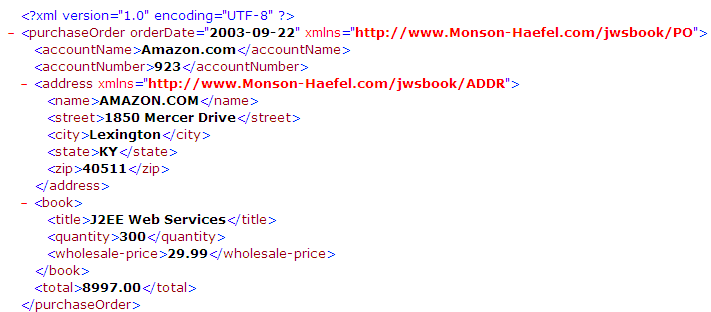 <?xml version="1.0" encoding="UTF-8" ?>
- <purchaseOrder orderDate="2003-09-22" xmlns="http://www.Monson-Haefel.com/jwsbook/PO">
<accountName>Amazon.com</accountName>
<accountNumber>923</accountNumber>
- <address xmlns="http://www.Monson-Haefel.com/jwsbook/ADDR">
<name>AMAZON.COM</name>
<street>1850 Mercer Drive</street>
<city>Lexington</city>
<state>KY</state>
<zip>40511</zip>
</address>
- <book>
<title>J2EE Web Services</title>
<quantity>300</quantity>
<wholesale-price>29.99</wholesale-price>
</book>
<total>8997.00</total>
</purchaseOrder>